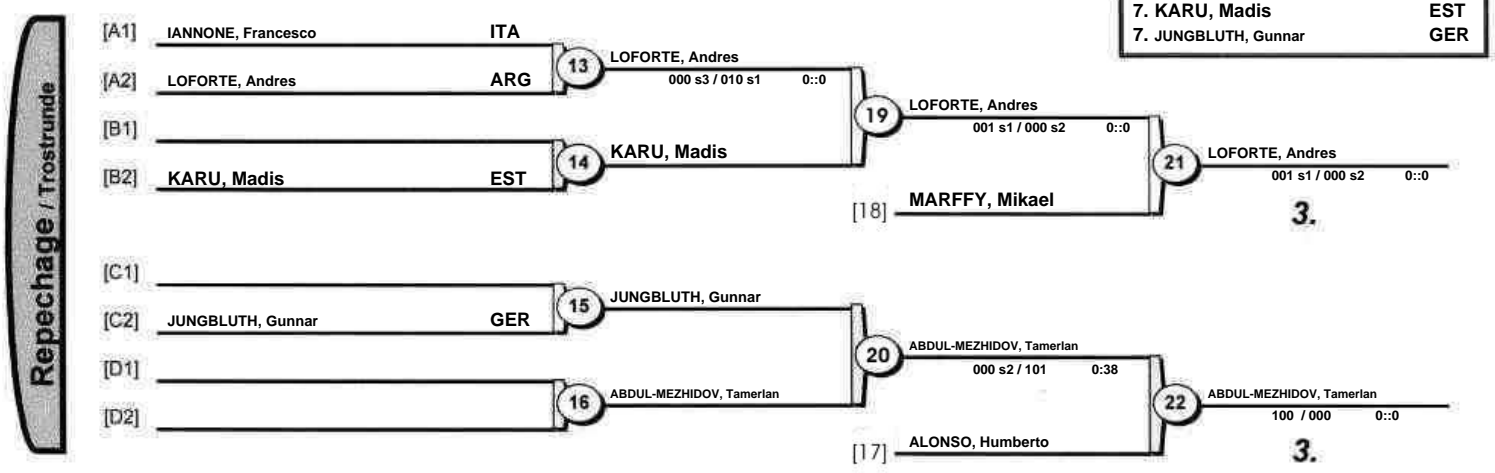 7. KARU, Madis EST
7. JUNGBLUTH, Gunnar GER
Repechage / Trostrunde
[A1] IANNONE, Francesco ITA
13 LOFORTE, Andres
000 s3 / 010 s1 0::0
[A2] LOFORTE, Andres ARG
19 LOFORTE, Andres
001 s1 / 000 s2 0::0
[B1]
14 KARU, Madis
[B2] KARU, Madis EST
21 LOFORTE, Andres
001 s1 / 000 s2 0::0
[18] MARFFY, Mikael
3.
[C1]
15 JUNGBLUTH, Gunnar
[C2] JUNGBLUTH, Gunnar GER
20 ABDUL-MEZHIDOV, Tamerlan
000 s2 / 101 0:38
[D1]
16 ABDUL-MEZHIDOV, Tamerlan
[D2]
22 ABDUL-MEZHIDOV, Tamerlan
100 / 000 0::0
[17] ALONSO, Humberto
3.